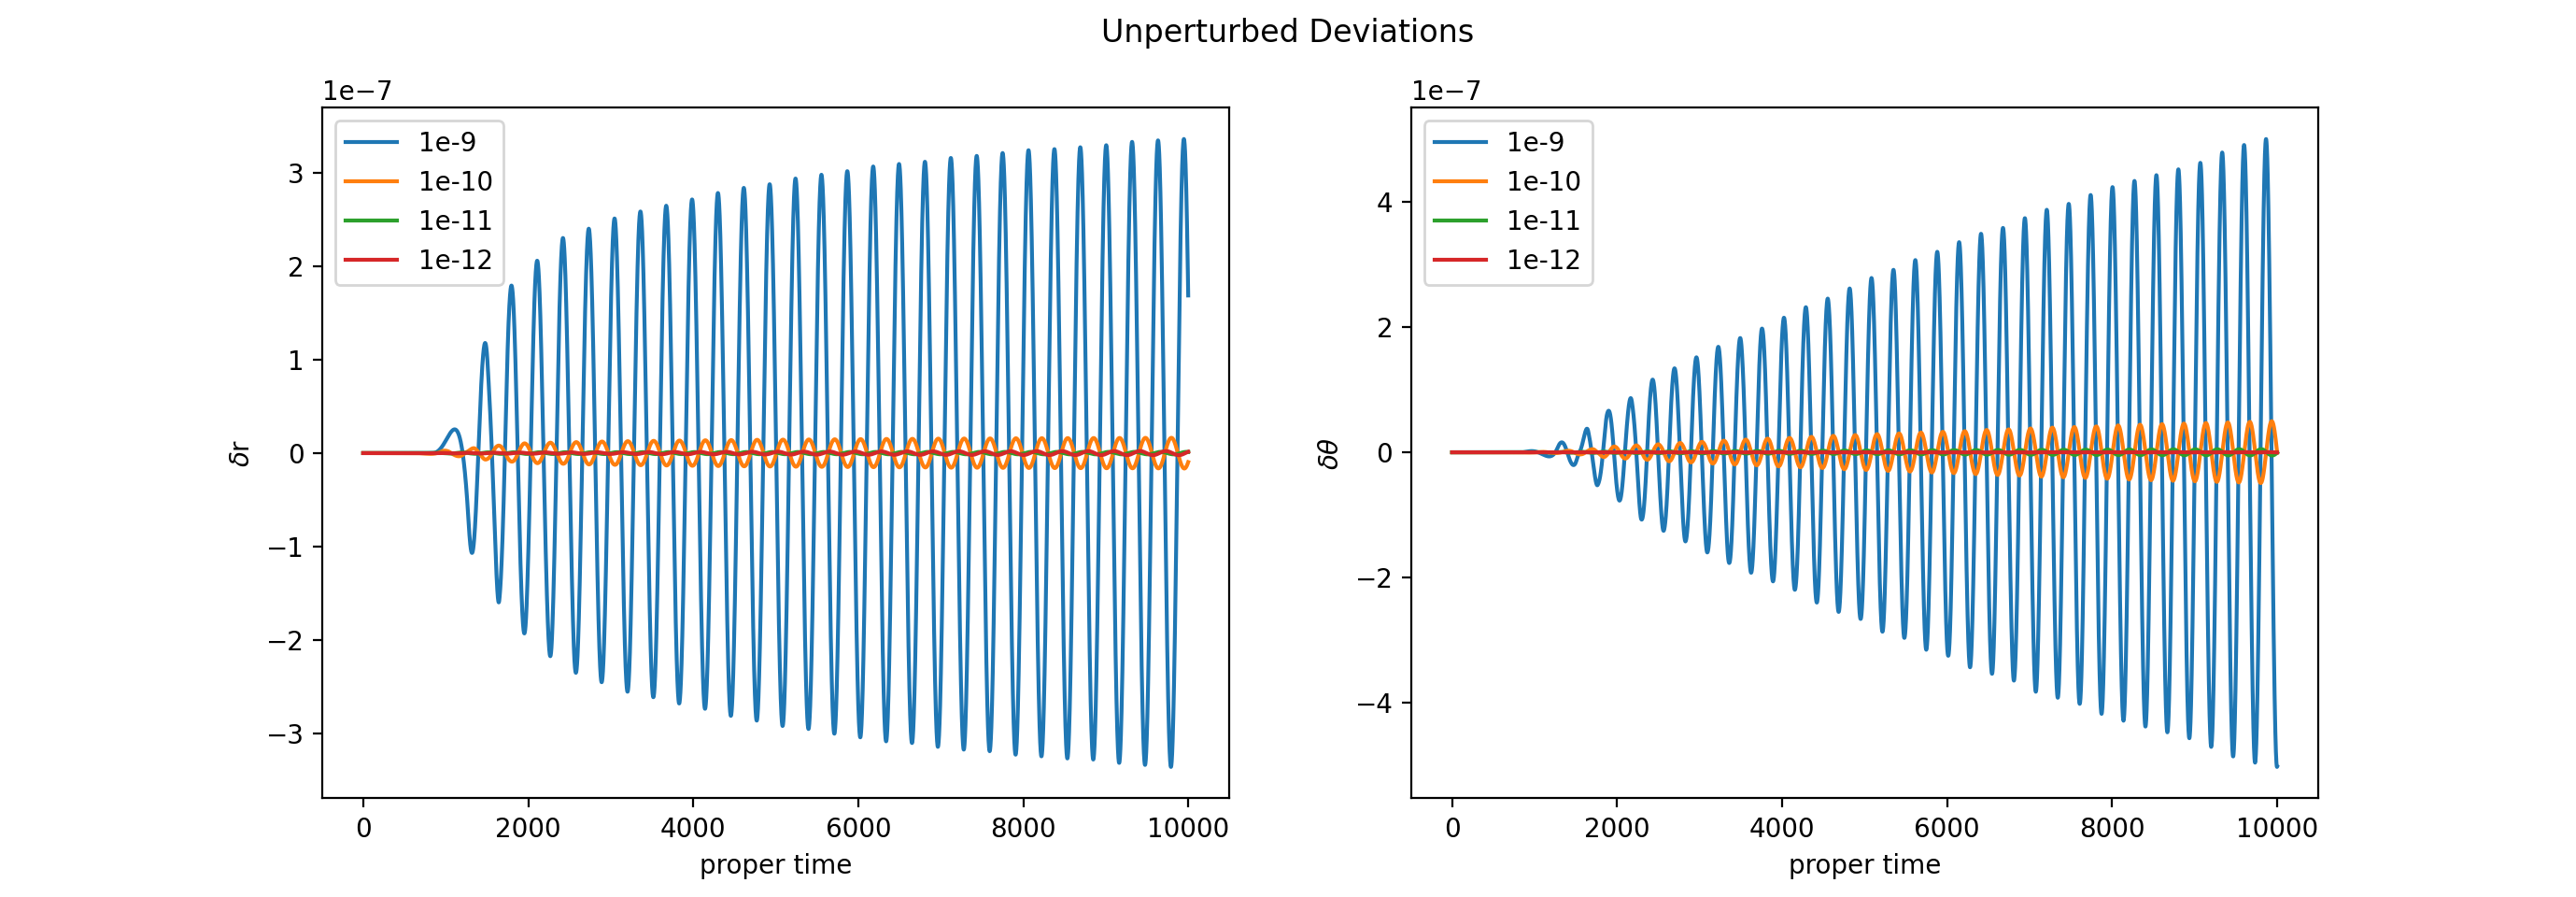 Unperturbed Deviations
1e−7
1e-9
1e-10
1e-11
1e-12
3
2
1
0
−1
−2
−3
δr
0 2000 4000 6000 8000 10000
proper time
1e−7
1e-9
1e-10
1e-11
1e-12
4
2
0
−2
−4
δθ
0 2000 4000 6000 8000 10000
proper time